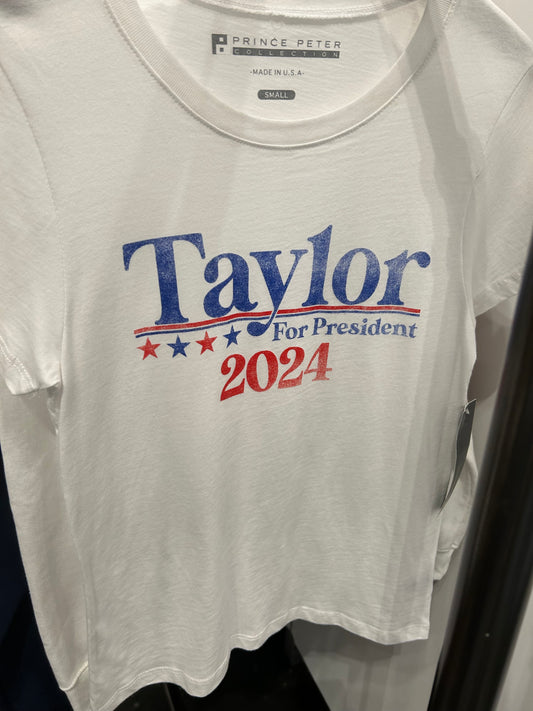 PRINCE PETER
COLLECTION
-MADE IN U.S.A-
SMALL
Taylor
For President
2024